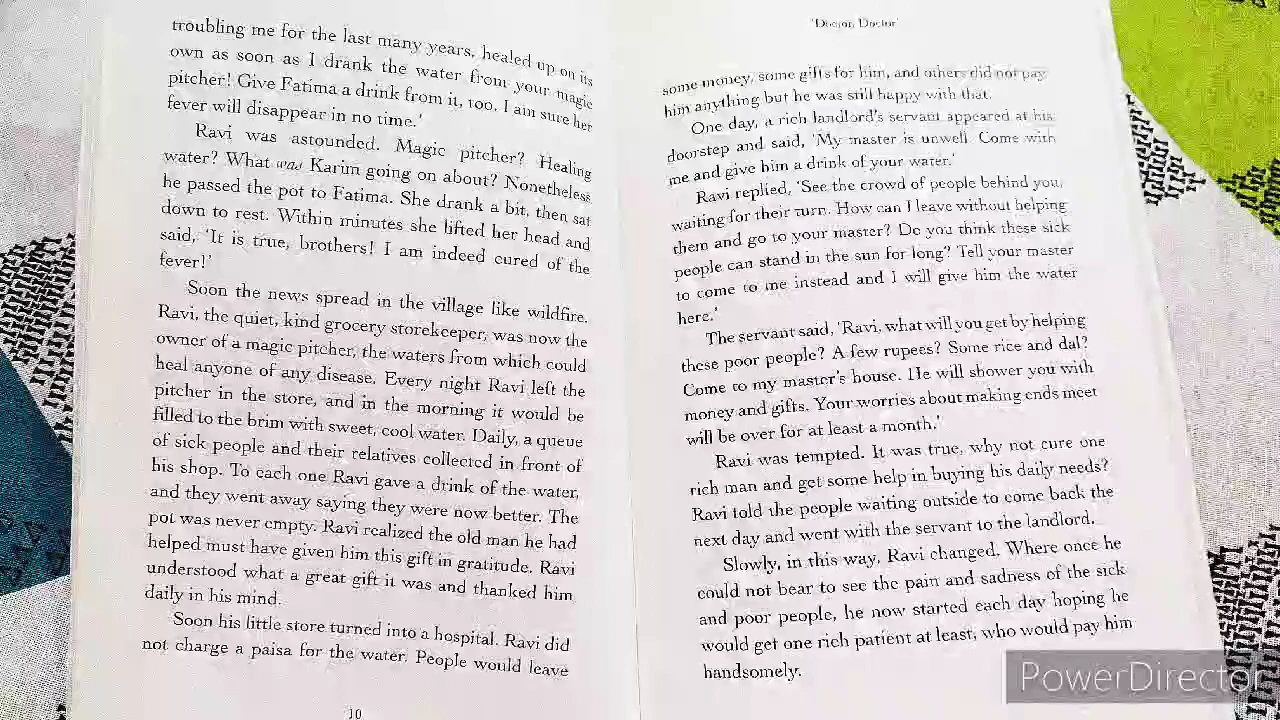 troubling me for the last many years, healed up on its
own as soon as I drank the water from your magic
pitcher! Give Fatima a drink from it, too. I am sure her
fever will disappear in no time.'
Ravi was astounded. Magic pitcher? Healing
water? What was Karim going on about? Nonetheless
he passed the pot to Fatima. She drank a bit, then sat
down to rest. Within minutes she lifted her head and
said, 'It is true, brothers! I am indeed cured of the
fever!'
Soon the news spread in the village like wildfire.
Ravi, the quiet, kind grocery storekeeper, was now the
owner of a magic pitcher, the waters from which could
heal anyone of any disease. Every night Ravi left the
pitcher in the store, and in the morning it would be
filled to the brim with sweet, cool water. Daily, a queue
of sick people and their relatives collected in front of
his shop. To each one Ravi gave a drink of the water,
and they went away saying they were now better. The
pot was never empty. Ravi realized the old man he had
helped must have given him this gift in gratitude. Ravi
understood what a great gift it was and thanked him
daily in his mind.
Soon his little store turned into a hospital. Ravi did
not charge a paisa for the water. People would leave
10
'Doctor, Doctor'
some money, some gifts for him, and others did not pay
him anything but he was still happy with that.
One day, a rich landlord's servant appeared at his
doorstep and said, 'My master is unwell. Come with
me and give him a drink of your water.'
Ravi replied, 'See the crowd of people behind you,
waiting for their turn. How can I leave without helping
them and go to your master? Do you think these sick
people can stand in the sun for long? Tell your master
to come to me instead and I will give him the water
here.'
The servant said, 'Ravi, what will you get by helping
these poor people? A few rupees? Some rice and dal?
Come to my master's house. He will shower you with
money and gifts. Your worries about making ends meet
will be over for at least a month.'
Ravi was tempted. It was true, why not cure one
rich man and get some help in buying his daily needs?
Ravi told the people waiting outside to come back the
next day and went with the servant to the landlord.
Slowly, in this way, Ravi changed. Where once he
could not bear to see the pain and sadness of the sick
and poor people, he now started each day hoping he
would get one rich patient at least, who would pay him
handsomely.
PowerDirector